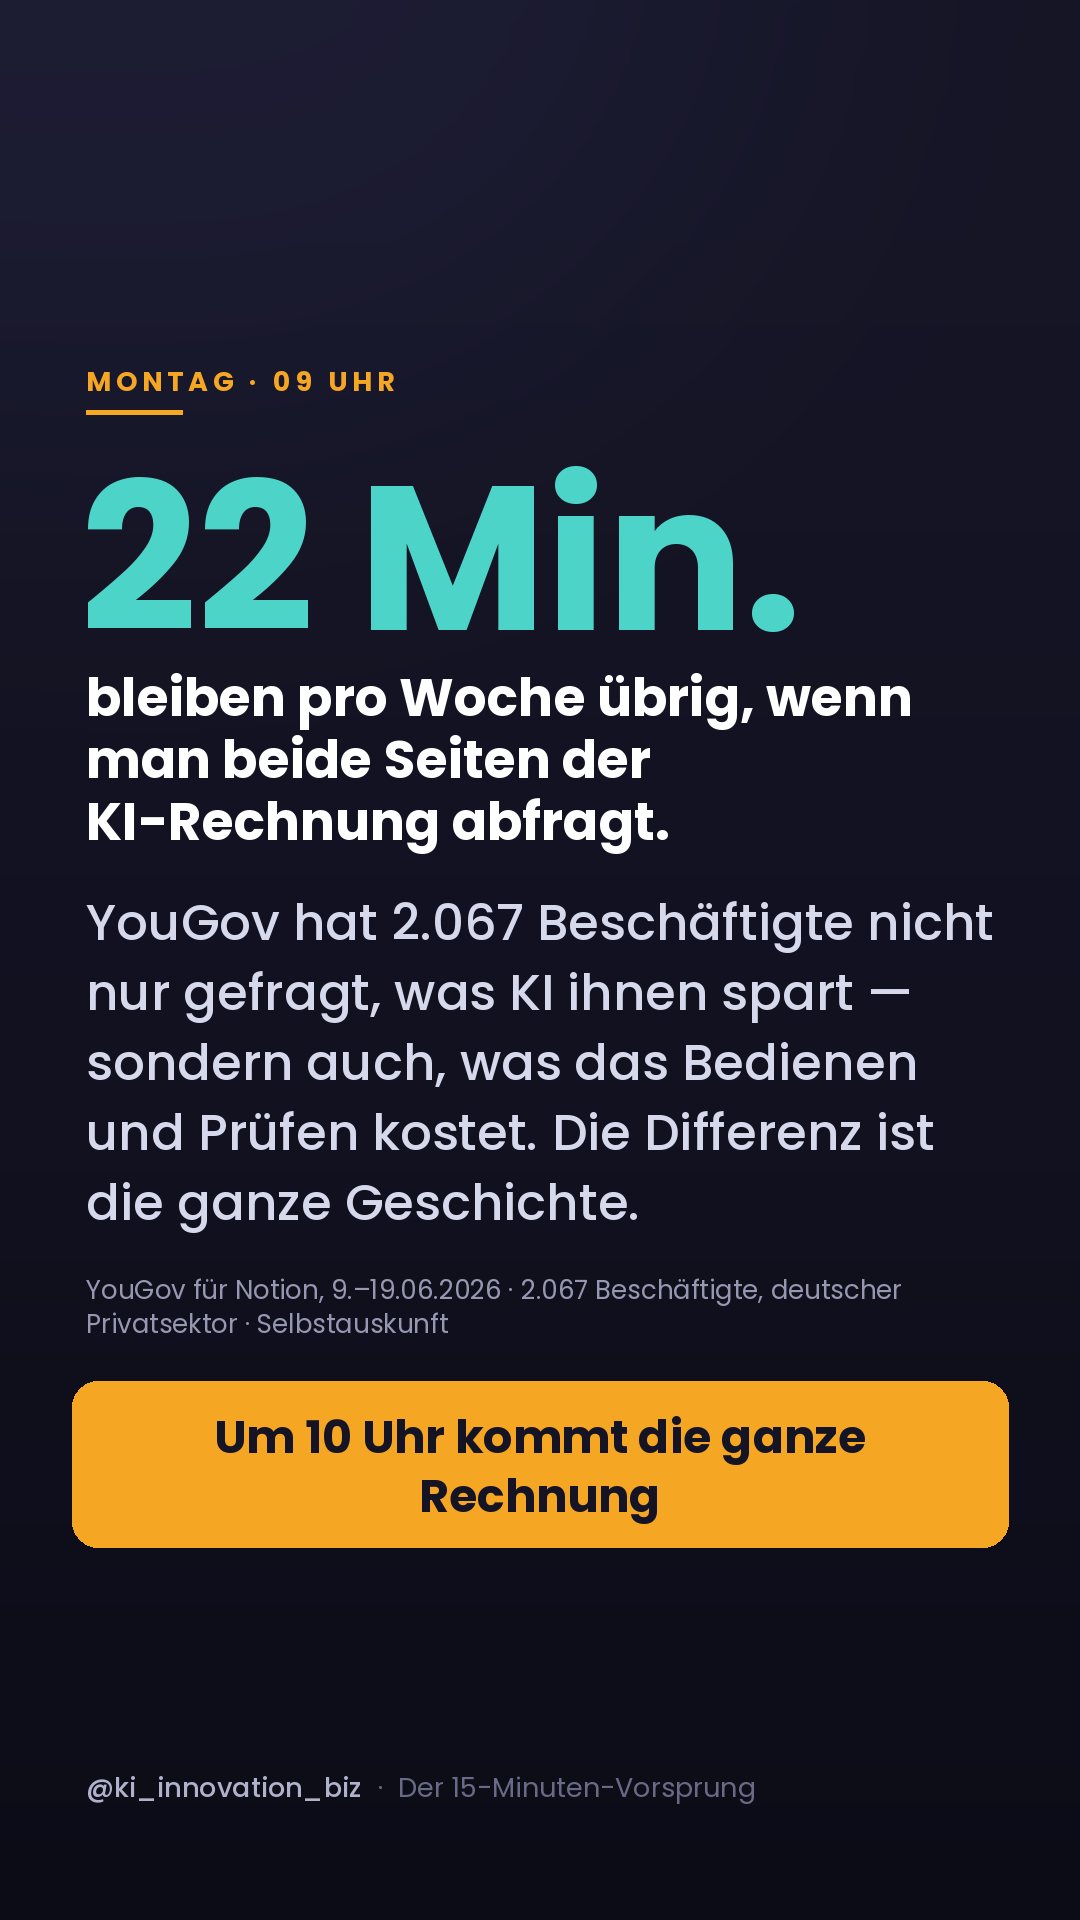 MONTAG · 09 UHR
22 Min.
bleiben pro Woche übrig, wenn
man beide Seiten der
KI-Rechnung abfragt.
YouGov hat 2.067 Beschäftigte nicht
nur gefragt, was KI ihnen spart —
sondern auch, was das Bedienen
und Prüfen kostet. Die Differenz ist
die ganze Geschichte.
YouGov für Notion, 9.–19.06.2026 · 2.067 Beschäftigte, deutscher
Privatsektor · Selbstauskunft
Um 10 Uhr kommt die ganze
Rechnung
@ki_innovation_biz · Der 15-Minuten-Vorsprung